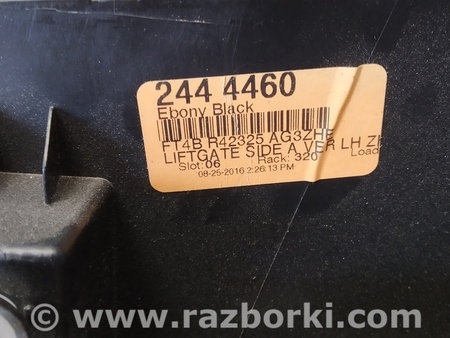 244 4460
Ebony Black
FT4B R42325 AG3ZHE
LIFTGATE SIDE A VER LH ZH
Slot: 06 Rack: 320 Load
08-25-2016 2:26:13 PM
© www.razborki.com